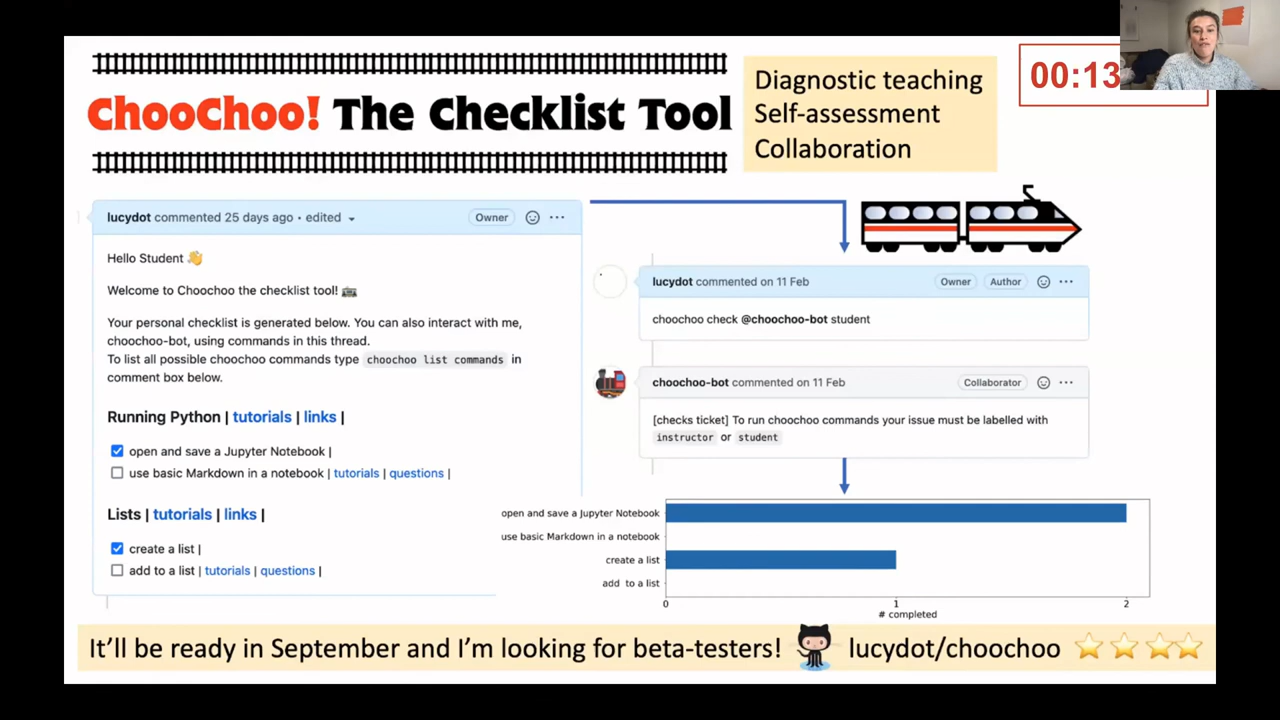 ChooChoo! The Checklist Tool
Diagnostic teaching
Self-assessment
Collaboration
00:13
lucydot commented 25 days ago • edited
Owner
Hello Student 👋
Welcome to Choochoo the checklist tool! 🚋
Your personal checklist is generated below. You can also interact with me,
choochoo-bot, using commands in this thread.
To list all possible choochoo commands type choochoo list commands in
comment box below.
Running Python | tutorials | links |
open and save a Jupyter Notebook |
use basic Markdown in a notebook | tutorials | questions |
Lists | tutorials | links |
create a list |
add to a list | tutorials | questions |
lucydot commented on 11 Feb
Owner
Author
choochoo check @choochoo-bot student
choochoo-bot commented on 11 Feb
Collaborator
[checks ticket] To run choochoo commands your issue must be labelled with
instructor or student
open and save a Jupyter Notebook
use basic Markdown in a notebook
create a list
add to a list
0 1 2
# completed
It'll be ready in September and I'm looking for beta-testers!
lucydot/choochoo